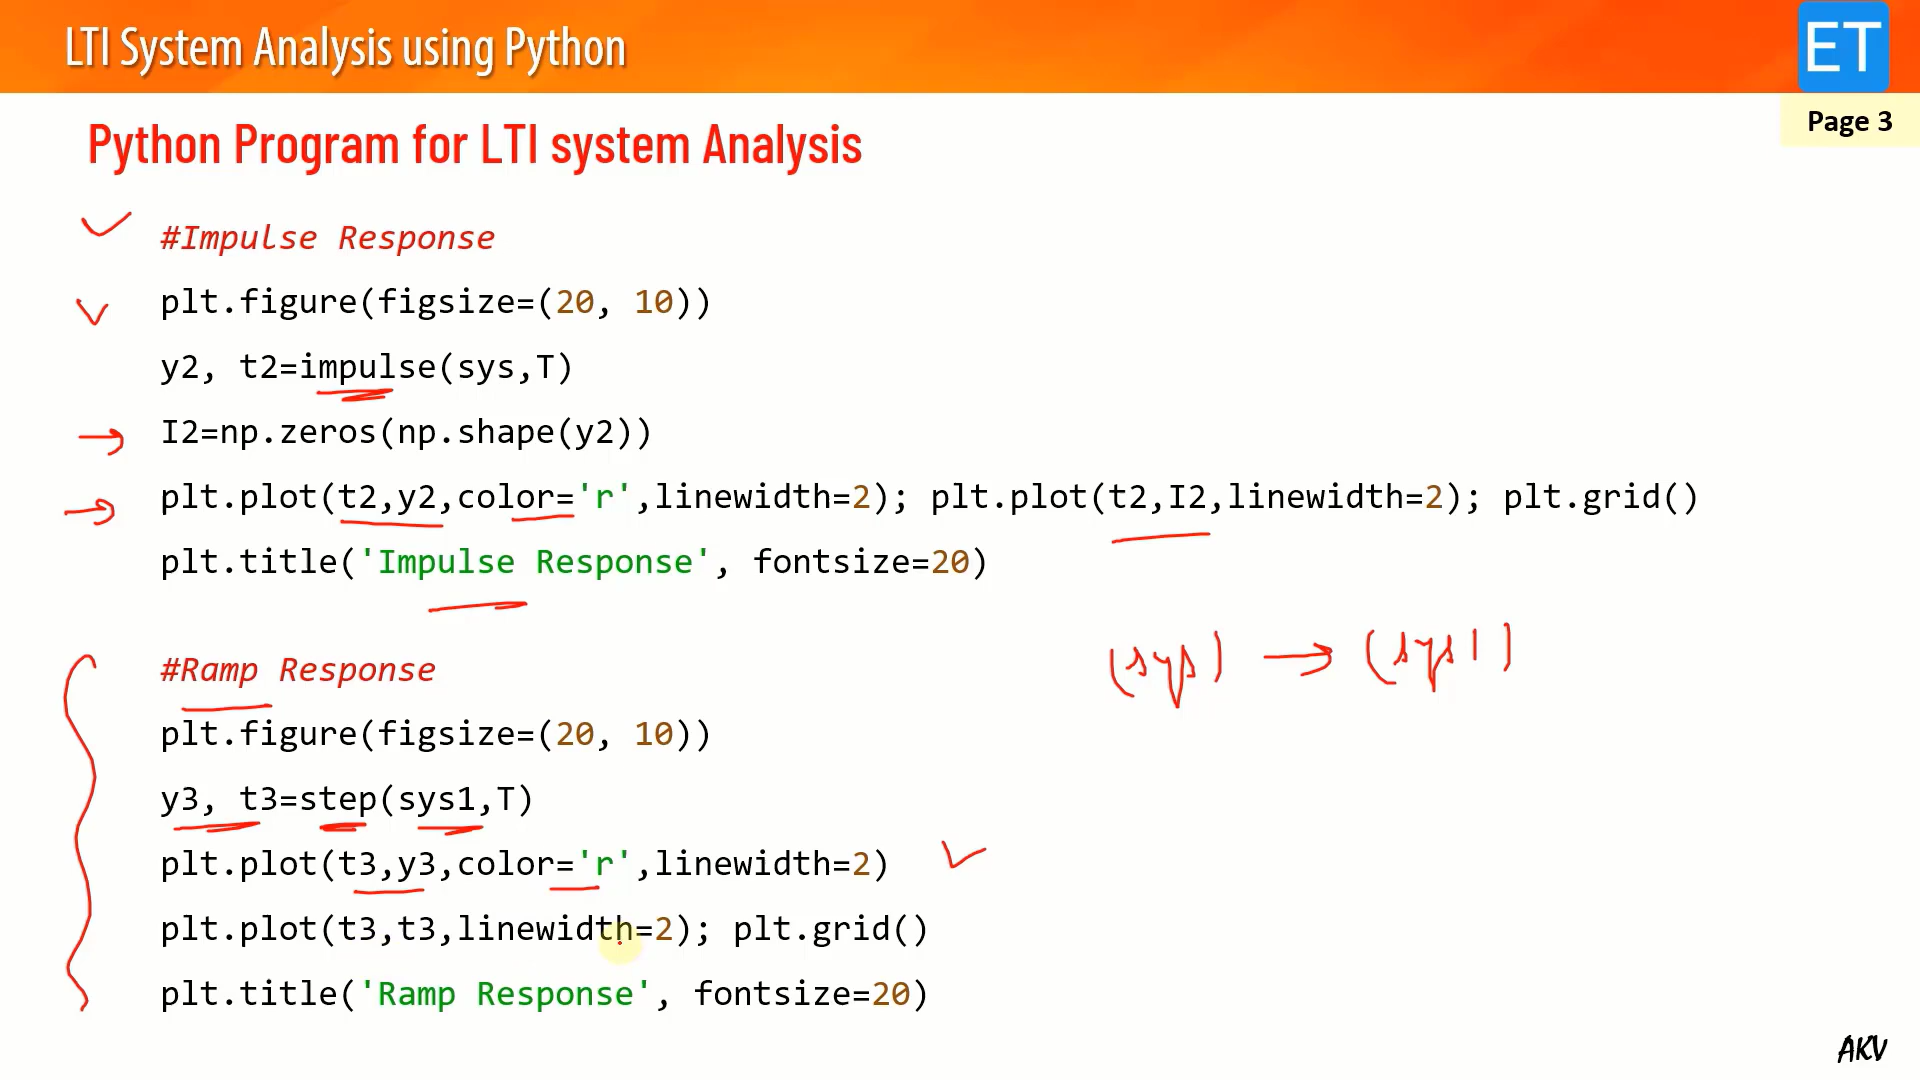 LTI System Analysis using Python
ET
Page 3
Python Program for LTI system Analysis
#Impulse Response
plt.figure(figsize=(20, 10))
y2, t2=impulse(sys,T)
I2=np.zeros(np.shape(y2))
plt.plot(t2,y2,color='r',linewidth=2); plt.plot(t2,I2,linewidth=2); plt.grid()
plt.title('Impulse Response', fontsize=20)
(sys) → (sys1)
#Ramp Response
plt.figure(figsize=(20, 10))
y3, t3=step(sys1,T)
plt.plot(t3,y3,color='r',linewidth=2)
plt.plot(t3,t3,linewidth=2); plt.grid()
plt.title('Ramp Response', fontsize=20)
AKV